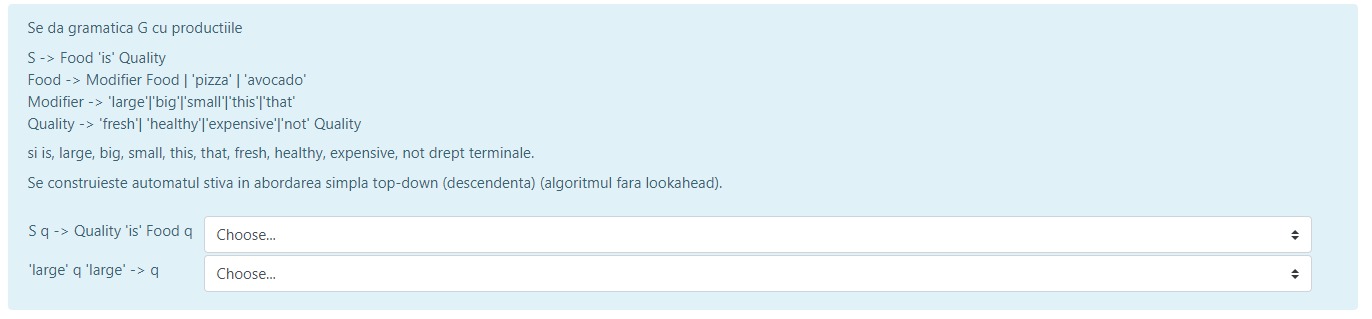 Se da gramatica G cu productiile
S -> Food 'is' Quality
Food -> Modifier Food | 'pizza' | 'avocado'
Modifier -> 'large'|'big'|'small'|'this'|'that'
Quality -> 'fresh'| 'healthy'|'expensive'|'not' Quality
si is, large, big, small, this, that, fresh, healthy, expensive, not drept terminale.
Se construieste automatul stiva in abordarea simpla top-down (descendenta) (algoritmul fara lookahead).
S q -> Quality 'is' Food q Choose...
'large' q 'large' -> q Choose...